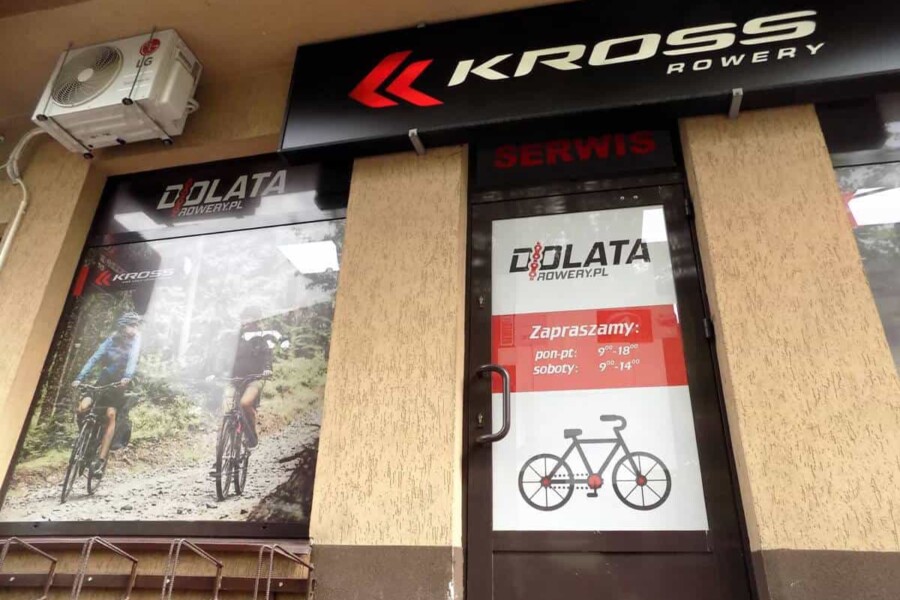 LG
KROSS
ROWERY
SERWIS
DOLATA
ROWERY.PL
KROSS
DOLATA
ROWERY.PL
Zapraszamy:
pon-pt: 9⁰⁰-18⁰⁰
soboty: 9⁰⁰-14⁰⁰